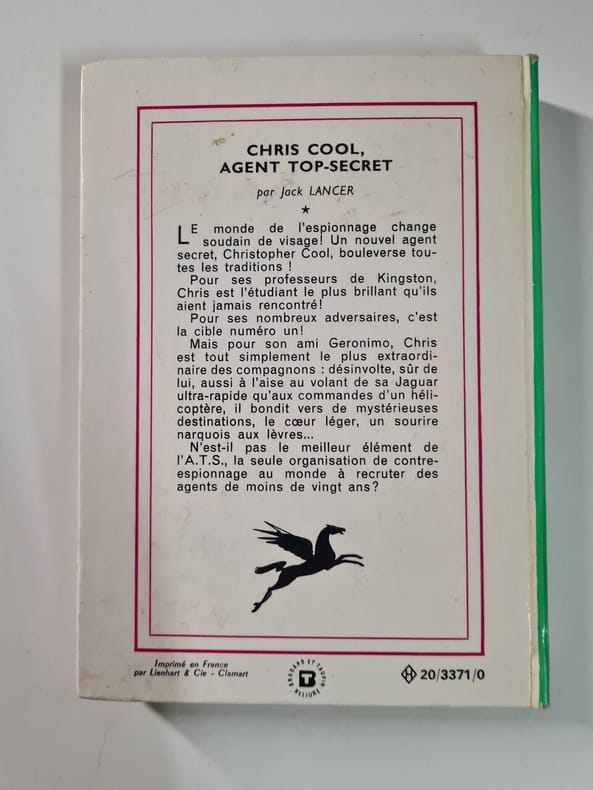 CHRIS COOL,
AGENT TOP-SECRET
par Jack LANCER
★
LE monde de l'espionnage change
soudain de visage! Un nouvel agent
secret, Christopher Cool, bouleverse tou-
tes les traditions !
Pour ses professeurs de Kingston,
Chris est l'étudiant le plus brillant qu'ils
aient jamais rencontré!
Pour ses nombreux adversaires, c'est
la cible numéro un!
Mais pour son ami Geronimo, Chris
est tout simplement le plus extraordi-
naire des compagnons : désinvolte, sûr de
lui, aussi à l'aise au volant de sa Jaguar
ultra-rapide qu'aux commandes d'un héli-
coptère, il bondit vers de mystérieuses
destinations, le cœur léger, un sourire
narquois aux lèvres...
N'est-il pas le meilleur élément de
l'A.T.S., la seule organisation de contre-
espionnage au monde à recruter des
agents de moins de vingt ans?
Imprimé en France
par Lienhart & Cie - Clamart
BRODARD ET TAUPIN
RELIURE
H 20/3371/0